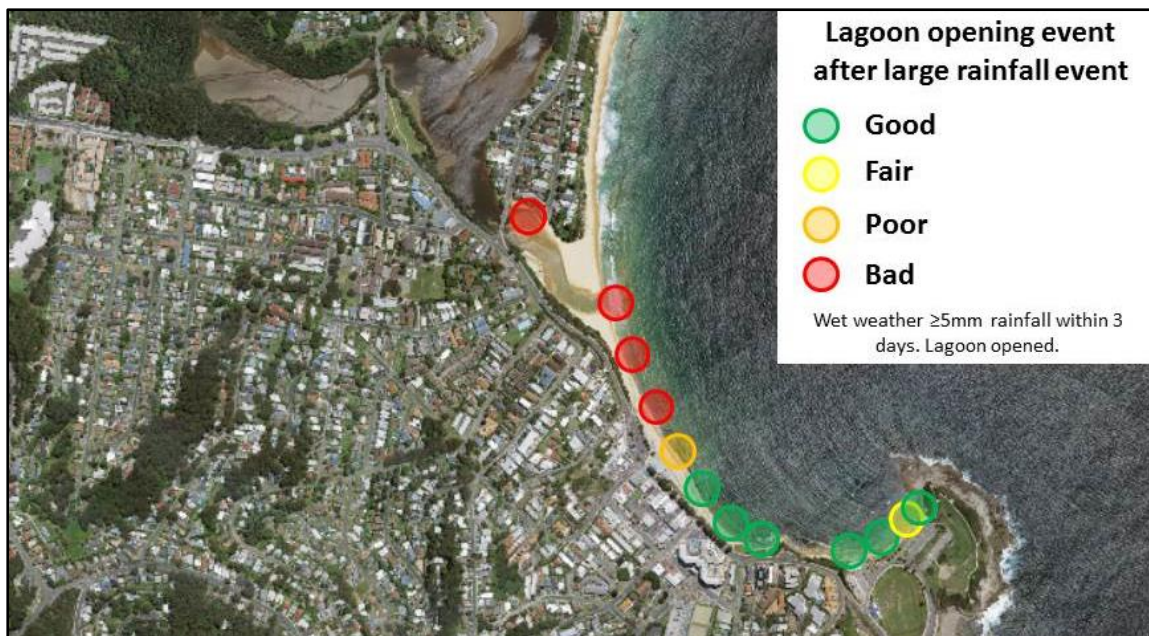 Lagoon opening event
after large rainfall event
Good
Fair
Poor
Bad
Wet weather ≥5mm rainfall within 3
days. Lagoon opened.